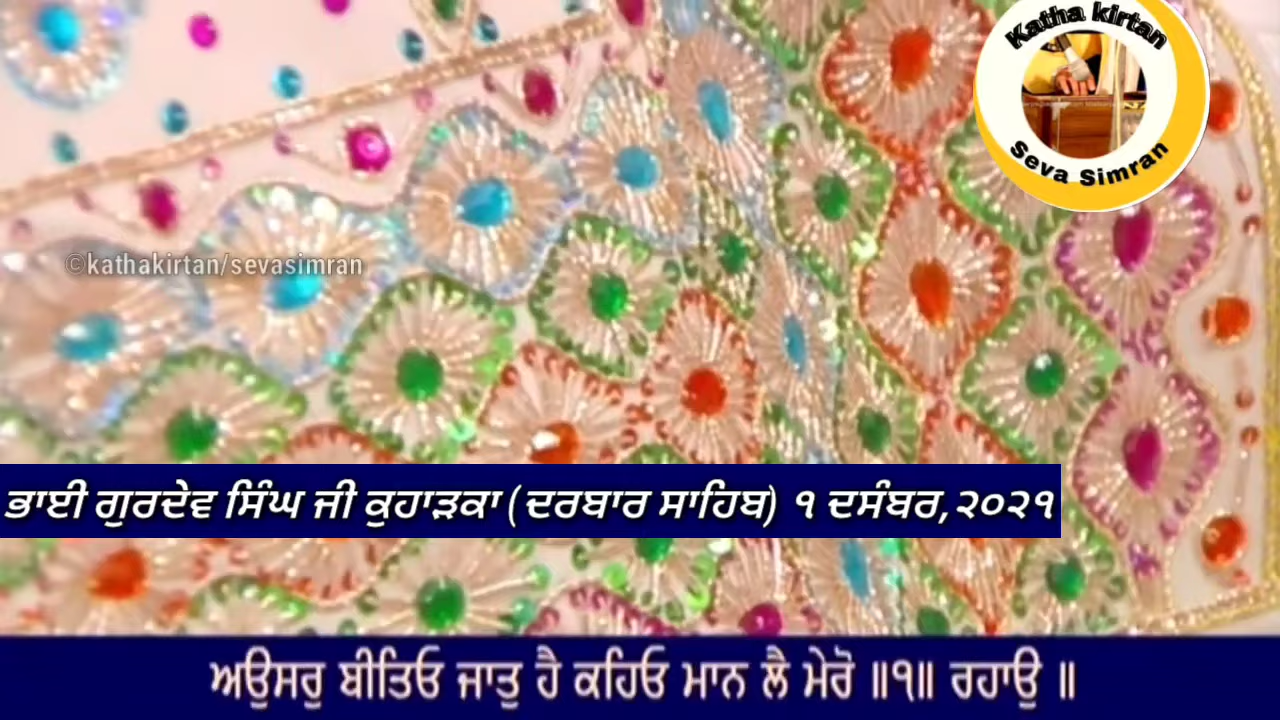 Katha kirtan
Seva Simran
©kathakirtan/sevasimran
ਭਾਈ ਗੁਰਦੇਵ ਸਿੰਘ ਜੀ ਕੁਹਾੜਕਾ (ਦਰਬਾਰ ਸਾਹਿਬ) ੧ ਦਸੰਬਰ,੨੦੨੧
ਅਉਸਰੁ ਬੀਤਿਓ ਜਾਤੁ ਹੈ ਕਹਿਓ ਮਾਨ ਲੈ ਮੇਰੋ ॥੧॥ ਰਹਾਉ ॥